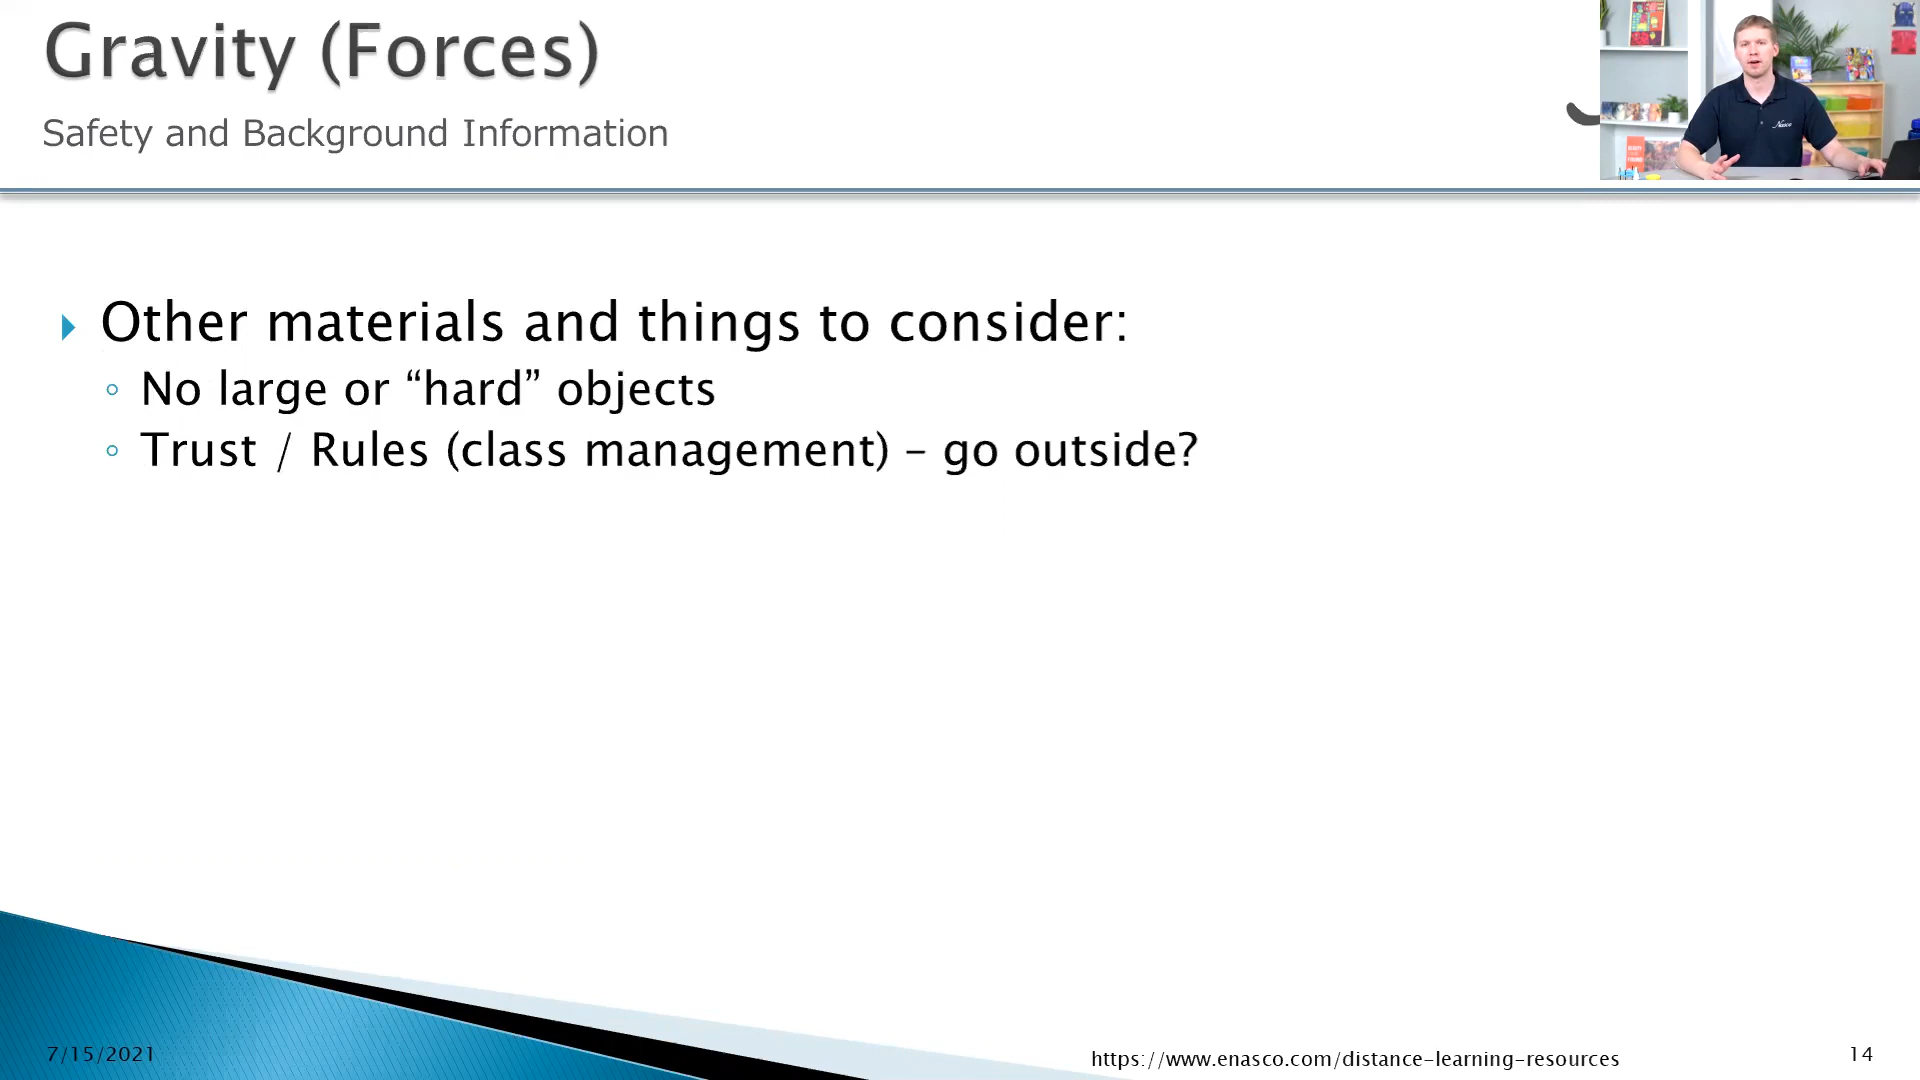 Gravity (Forces)
Safety and Background Information
Other materials and things to consider:
No large or “hard” objects
Trust / Rules (class management) – go outside?
Nasco
7/15/2021
https://www.enasco.com/distance-learning-resources
14